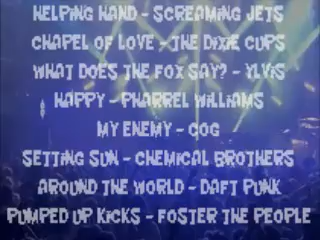 HELPING HAND - SCREAMING JETS
CHAPEL OF LOVE - THE DIXIE CUPS
WHAT DOES THE FOX SAY? - YLVIS
HAPPY - PHARREL WILLIAMS
MY ENEMY - COG
SETTING SUN - CHEMICAL BROTHERS
AROUND THE WORLD - DAFT PUNK
PUMPED UP KICKS - FOSTER THE PEOPLE